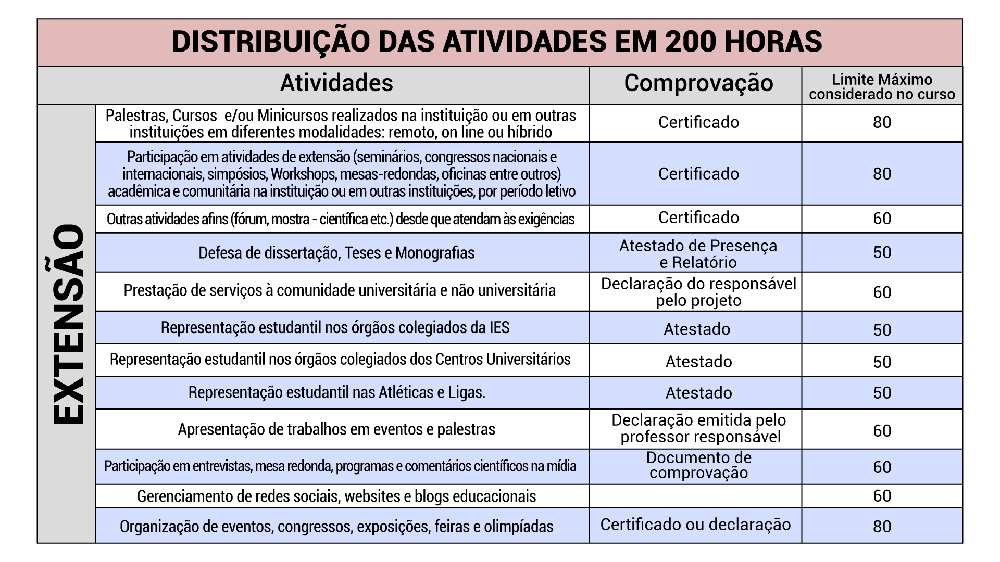 DISTRIBUIÇÃO DAS ATIVIDADES EM 200 HORAS
Atividades
Comprovação
Limite Máximo
considerado no curso
EXTENSÃO
Palestras, Cursos e/ou Minicursos realizados na instituição ou em outras
instituições em diferentes modalidades: remoto, on line ou híbrido
Certificado
80
Participação em atividades de extensão (seminários, congressos nacionais e
internacionais, simpósios, Workshops, mesas-redondas, oficinas entre outros)
acadêmica e comunitária na instituição ou em outras instituições, por período letivo
Certificado
80
Outras atividades afins (fórum, mostra - científica etc.) desde que atendam às exigências
Certificado
60
Defesa de dissertação, Teses e Monografias
Atestado de Presença
e Relatório
50
Prestação de serviços à comunidade universitária e não universitária
Declaração do responsável
pelo projeto
60
Representação estudantil nos órgãos colegiados da IES
Atestado
50
Representação estudantil nos órgãos colegiados dos Centros Universitários
Atestado
50
Representação estudantil nas Atléticas e Ligas.
Atestado
50
Apresentação de trabalhos em eventos e palestras
Declaração emitida pelo
professor responsável
60
Participação em entrevistas, mesa redonda, programas e comentários científicos na mídia
Documento de
comprovação
60
Gerenciamento de redes sociais, websites e blogs educacionais
60
Organização de eventos, congressos, exposições, feiras e olimpíadas
Certificado ou declaração
80